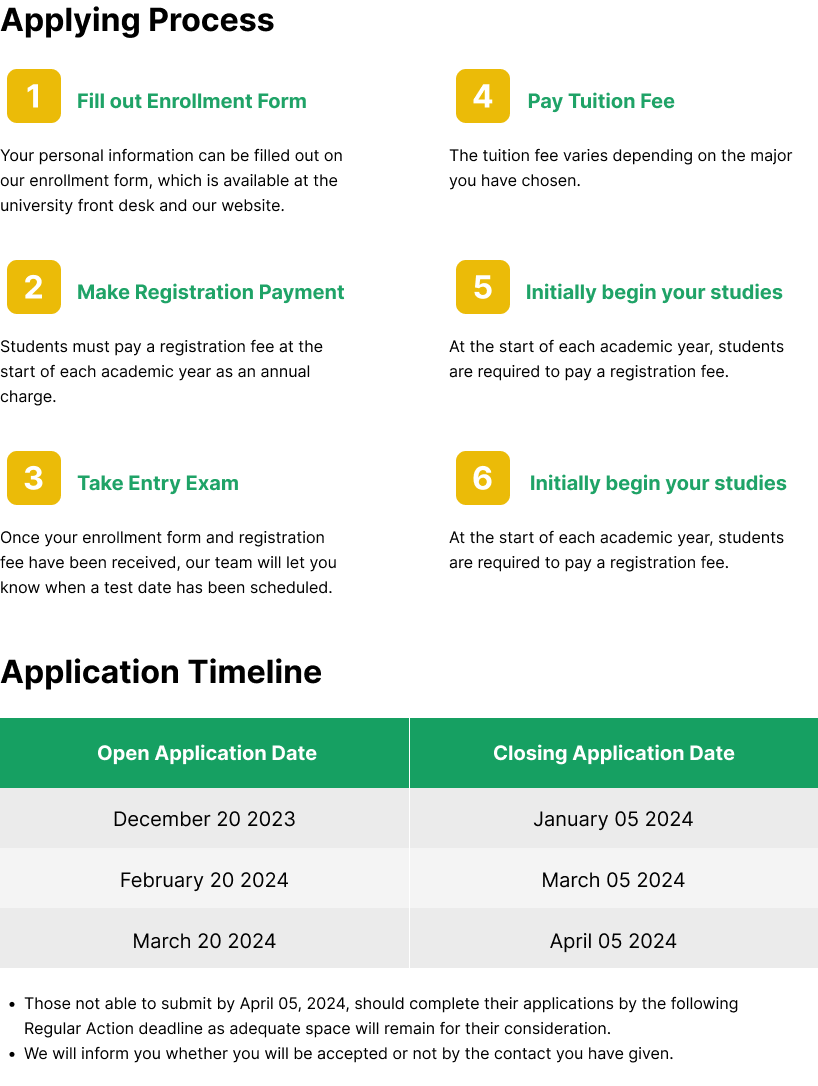 Applying Process
1
Fill out Enrollment Form
Your personal information can be filled out on
our enrollment form, which is available at the
university front desk and our website.
2
Make Registration Payment
Students must pay a registration fee at the
start of each academic year as an annual
charge.
3
Take Entry Exam
Once your enrollment form and registration
fee have been received, our team will let you
know when a test date has been scheduled.
4
Pay Tuition Fee
The tuition fee varies depending on the major
you have chosen.
5
Initially begin your studies
At the start of each academic year, students
are required to pay a registration fee.
6
Initially begin your studies
At the start of each academic year, students
are required to pay a registration fee.
Application Timeline
Open Application Date Closing Application Date
December 20 2023 January 05 2024
February 20 2024 March 05 2024
March 20 2024 April 05 2024
• Those not able to submit by April 05, 2024, should complete their applications by the following
Regular Action deadline as adequate space will remain for their consideration.
• We will inform you whether you will be accepted or not by the contact you have given.